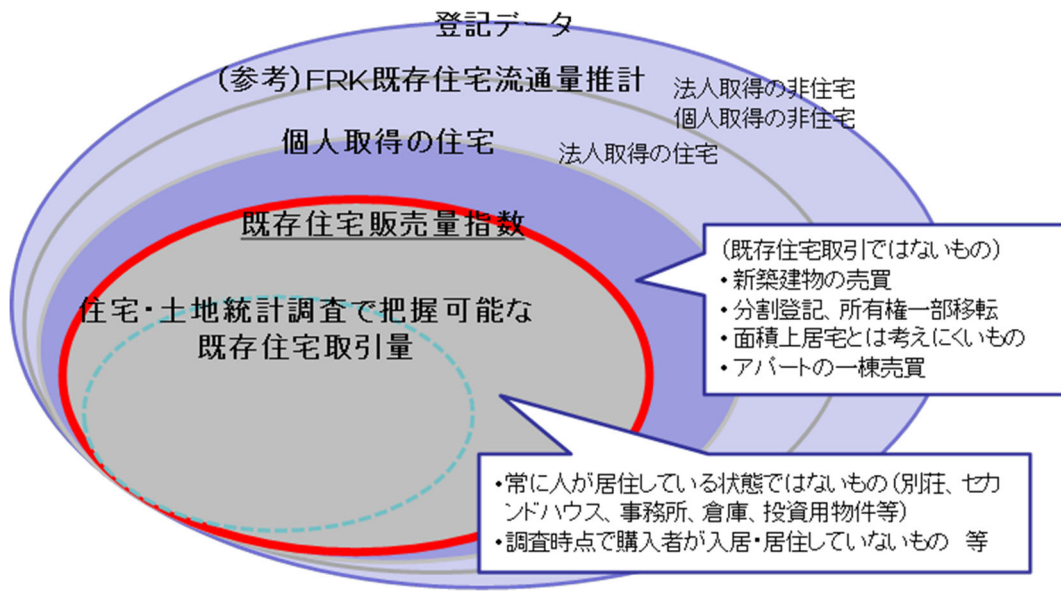 登記データ
(参考)FRK既存住宅流通量推計
法人取得の非住宅
個人取得の非住宅
個人取得の住宅
法人取得の住宅
既存住宅販売量指数
住宅・土地統計調査で把握可能な
既存住宅取引量
(既存住宅取引ではないもの)
・新築建物の売買
・分割登記、所有権一部移転
・面積上居宅とは考えにくいもの
・アパートの一棟売買
・常に人が居住している状態ではないもの(別荘、セカ
ンドハウス、事務所、倉庫、投資用物件等)
・調査時点で購入者が入居・居住していないもの 等